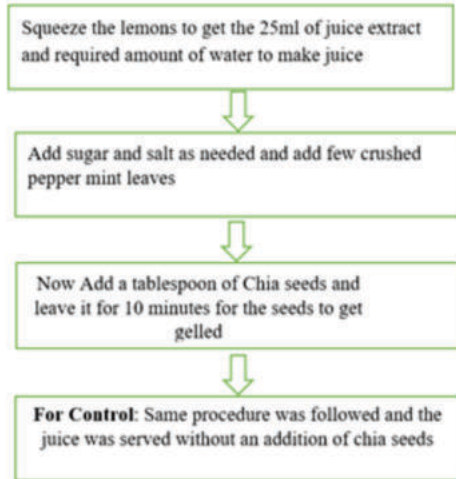 Squeeze the lemons to get the 25ml of juice extract
and required amount of water to make juice
Add sugar and salt as needed and add few crushed
pepper mint leaves
Now Add a tablespoon of Chia seeds and
leave it for 10 minutes for the seeds to get
gelled
For Control: Same procedure was followed and the
juice was served without an addition of chia seeds